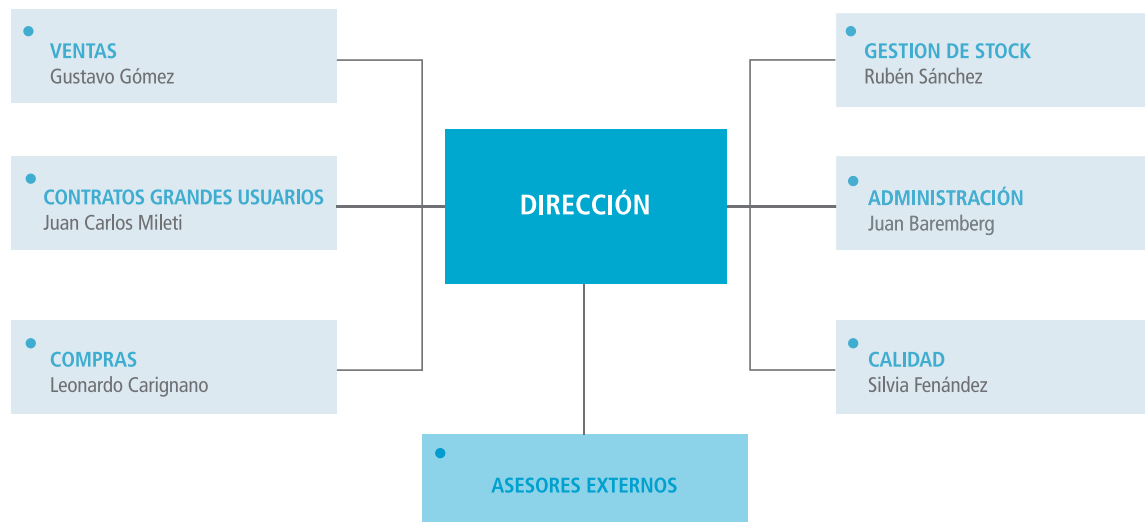 VENTAS
Gustavo Gómez
CONTRATOS GRANDES USUARIOS
Juan Carlos Mileti
COMPRAS
Leonardo Carignano
DIRECCIÓN
GESTION DE STOCK
Rubén Sánchez
ADMINISTRACIÓN
Juan Baremberg
CALIDAD
Silvia Fenández
ASESORES EXTERNOS